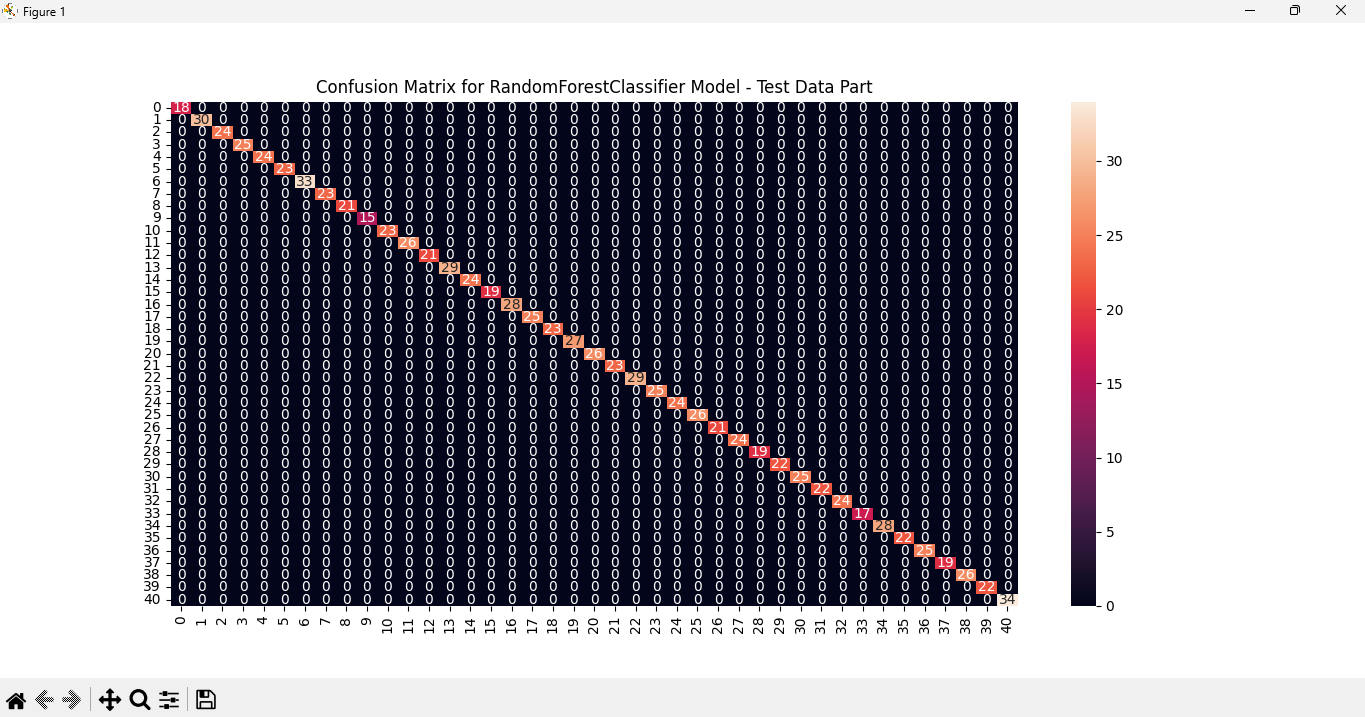 Figure 1
Confusion Matrix for RandomForestClassifier Model - Test Data Part
0 18 0 0 0 0 0 0 0 0 0 0 0 0 0 0 0 0 0 0 0 0 0 0 0 0 0 0 0 0 0 0 0 0 0 0 0 0 0 0 0 0
1 0 30 0 0 0 0 0 0 0 0 0 0 0 0 0 0 0 0 0 0 0 0 0 0 0 0 0 0 0 0 0 0 0 0 0 0 0 0 0 0 0
2 0 0 24 0 0 0 0 0 0 0 0 0 0 0 0 0 0 0 0 0 0 0 0 0 0 0 0 0 0 0 0 0 0 0 0 0 0 0 0 0 0
3 0 0 0 25 0 0 0 0 0 0 0 0 0 0 0 0 0 0 0 0 0 0 0 0 0 0 0 0 0 0 0 0 0 0 0 0 0 0 0 0 0
4 0 0 0 0 24 0 0 0 0 0 0 0 0 0 0 0 0 0 0 0 0 0 0 0 0 0 0 0 0 0 0 0 0 0 0 0 0 0 0 0 0
5 0 0 0 0 0 23 0 0 0 0 0 0 0 0 0 0 0 0 0 0 0 0 0 0 0 0 0 0 0 0 0 0 0 0 0 0 0 0 0 0 0
6 0 0 0 0 0 0 33 0 0 0 0 0 0 0 0 0 0 0 0 0 0 0 0 0 0 0 0 0 0 0 0 0 0 0 0 0 0 0 0 0 0
7 0 0 0 0 0 0 0 23 0 0 0 0 0 0 0 0 0 0 0 0 0 0 0 0 0 0 0 0 0 0 0 0 0 0 0 0 0 0 0 0 0
8 0 0 0 0 0 0 0 0 21 0 0 0 0 0 0 0 0 0 0 0 0 0 0 0 0 0 0 0 0 0 0 0 0 0 0 0 0 0 0 0 0
9 0 0 0 0 0 0 0 0 0 15 0 0 0 0 0 0 0 0 0 0 0 0 0 0 0 0 0 0 0 0 0 0 0 0 0 0 0 0 0 0 0
10 0 0 0 0 0 0 0 0 0 0 23 0 0 0 0 0 0 0 0 0 0 0 0 0 0 0 0 0 0 0 0 0 0 0 0 0 0 0 0 0 0
11 0 0 0 0 0 0 0 0 0 0 0 26 0 0 0 0 0 0 0 0 0 0 0 0 0 0 0 0 0 0 0 0 0 0 0 0 0 0 0 0 0
12 0 0 0 0 0 0 0 0 0 0 0 0 21 0 0 0 0 0 0 0 0 0 0 0 0 0 0 0 0 0 0 0 0 0 0 0 0 0 0 0 0
13 0 0 0 0 0 0 0 0 0 0 0 0 0 29 0 0 0 0 0 0 0 0 0 0 0 0 0 0 0 0 0 0 0 0 0 0 0 0 0 0 0
14 0 0 0 0 0 0 0 0 0 0 0 0 0 0 24 0 0 0 0 0 0 0 0 0 0 0 0 0 0 0 0 0 0 0 0 0 0 0 0 0 0
15 0 0 0 0 0 0 0 0 0 0 0 0 0 0 0 19 0 0 0 0 0 0 0 0 0 0 0 0 0 0 0 0 0 0 0 0 0 0 0 0 0
16 0 0 0 0 0 0 0 0 0 0 0 0 0 0 0 0 28 0 0 0 0 0 0 0 0 0 0 0 0 0 0 0 0 0 0 0 0 0 0 0 0
17 0 0 0 0 0 0 0 0 0 0 0 0 0 0 0 0 0 25 0 0 0 0 0 0 0 0 0 0 0 0 0 0 0 0 0 0 0 0 0 0 0
18 0 0 0 0 0 0 0 0 0 0 0 0 0 0 0 0 0 0 23 0 0 0 0 0 0 0 0 0 0 0 0 0 0 0 0 0 0 0 0 0 0
19 0 0 0 0 0 0 0 0 0 0 0 0 0 0 0 0 0 0 0 27 0 0 0 0 0 0 0 0 0 0 0 0 0 0 0 0 0 0 0 0 0
20 0 0 0 0 0 0 0 0 0 0 0 0 0 0 0 0 0 0 0 0 26 0 0 0 0 0 0 0 0 0 0 0 0 0 0 0 0 0 0 0 0
21 0 0 0 0 0 0 0 0 0 0 0 0 0 0 0 0 0 0 0 0 0 23 0 0 0 0 0 0 0 0 0 0 0 0 0 0 0 0 0 0 0
22 0 0 0 0 0 0 0 0 0 0 0 0 0 0 0 0 0 0 0 0 0 0 29 0 0 0 0 0 0 0 0 0 0 0 0 0 0 0 0 0 0
23 0 0 0 0 0 0 0 0 0 0 0 0 0 0 0 0 0 0 0 0 0 0 0 25 0 0 0 0 0 0 0 0 0 0 0 0 0 0 0 0 0
24 0 0 0 0 0 0 0 0 0 0 0 0 0 0 0 0 0 0 0 0 0 0 0 0 24 0 0 0 0 0 0 0 0 0 0 0 0 0 0 0 0
25 0 0 0 0 0 0 0 0 0 0 0 0 0 0 0 0 0 0 0 0 0 0 0 0 0 26 0 0 0 0 0 0 0 0 0 0 0 0 0 0 0
26 0 0 0 0 0 0 0 0 0 0 0 0 0 0 0 0 0 0 0 0 0 0 0 0 0 0 21 0 0 0 0 0 0 0 0 0 0 0 0 0 0
27 0 0 0 0 0 0 0 0 0 0 0 0 0 0 0 0 0 0 0 0 0 0 0 0 0 0 0 24 0 0 0 0 0 0 0 0 0 0 0 0 0
28 0 0 0 0 0 0 0 0 0 0 0 0 0 0 0 0 0 0 0 0 0 0 0 0 0 0 0 0 19 0 0 0 0 0 0 0 0 0 0 0 0
29 0 0 0 0 0 0 0 0 0 0 0 0 0 0 0 0 0 0 0 0 0 0 0 0 0 0 0 0 0 22 0 0 0 0 0 0 0 0 0 0 0
30 0 0 0 0 0 0 0 0 0 0 0 0 0 0 0 0 0 0 0 0 0 0 0 0 0 0 0 0 0 0 25 0 0 0 0 0 0 0 0 0 0
31 0 0 0 0 0 0 0 0 0 0 0 0 0 0 0 0 0 0 0 0 0 0 0 0 0 0 0 0 0 0 0 22 0 0 0 0 0 0 0 0 0
32 0 0 0 0 0 0 0 0 0 0 0 0 0 0 0 0 0 0 0 0 0 0 0 0 0 0 0 0 0 0 0 0 24 0 0 0 0 0 0 0 0
33 0 0 0 0 0 0 0 0 0 0 0 0 0 0 0 0 0 0 0 0 0 0 0 0 0 0 0 0 0 0 0 0 0 17 0 0 0 0 0 0 0
34 0 0 0 0 0 0 0 0 0 0 0 0 0 0 0 0 0 0 0 0 0 0 0 0 0 0 0 0 0 0 0 0 0 0 28 0 0 0 0 0 0
35 0 0 0 0 0 0 0 0 0 0 0 0 0 0 0 0 0 0 0 0 0 0 0 0 0 0 0 0 0 0 0 0 0 0 0 22 0 0 0 0 0
36 0 0 0 0 0 0 0 0 0 0 0 0 0 0 0 0 0 0 0 0 0 0 0 0 0 0 0 0 0 0 0 0 0 0 0 0 25 0 0 0 0
37 0 0 0 0 0 0 0 0 0 0 0 0 0 0 0 0 0 0 0 0 0 0 0 0 0 0 0 0 0 0 0 0 0 0 0 0 0 19 0 0 0
38 0 0 0 0 0 0 0 0 0 0 0 0 0 0 0 0 0 0 0 0 0 0 0 0 0 0 0 0 0 0 0 0 0 0 0 0 0 0 26 0 0
39 0 0 0 0 0 0 0 0 0 0 0 0 0 0 0 0 0 0 0 0 0 0 0 0 0 0 0 0 0 0 0 0 0 0 0 0 0 0 0 22 0
40 0 0 0 0 0 0 0 0 0 0 0 0 0 0 0 0 0 0 0 0 0 0 0 0 0 0 0 0 0 0 0 0 0 0 0 0 0 0 0 0 34
0 1 2 3 4 5 6 7 8 9 10 11 12 13 14 15 16 17 18 19 20 21 22 23 24 25 26 27 28 29 30 31 32 33 34 35 36 37 38 39 40
30
25
20
15
10
5
0